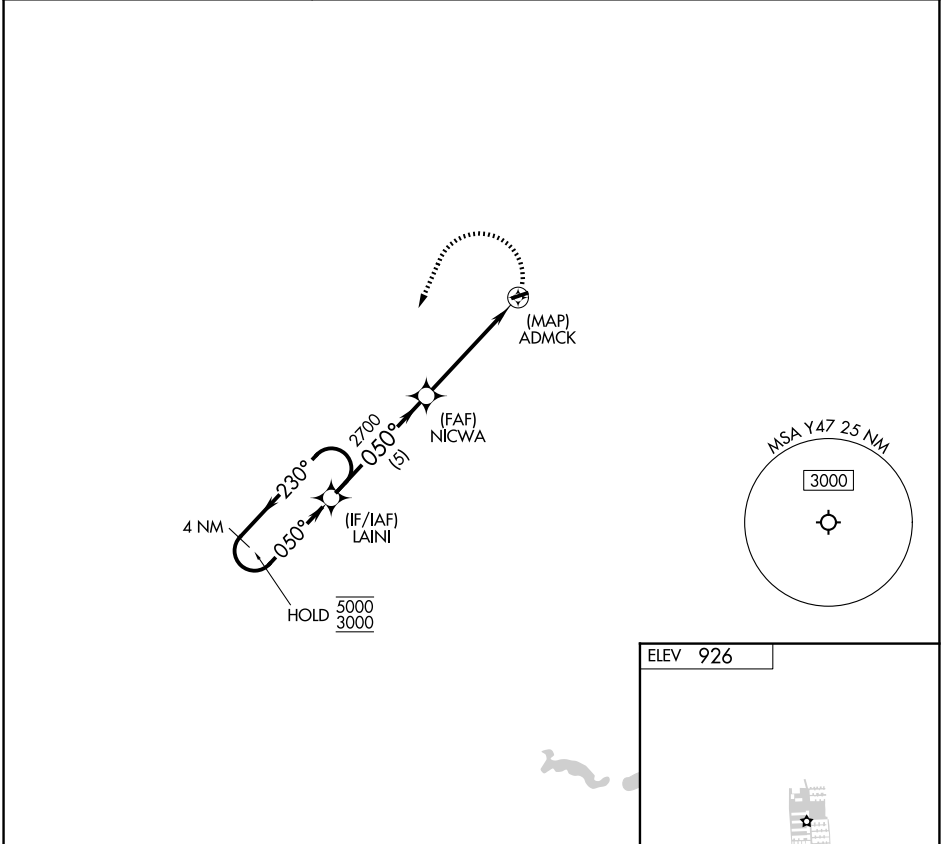 (MAP)
ADMCK
(FAF)
NICWA
2700
050°
(5)
230°
050°
4 NM
(IF/IAF)
LAINI
HOLD 5000
3000
MSA Y47 25 NM
3000
ELEV 926